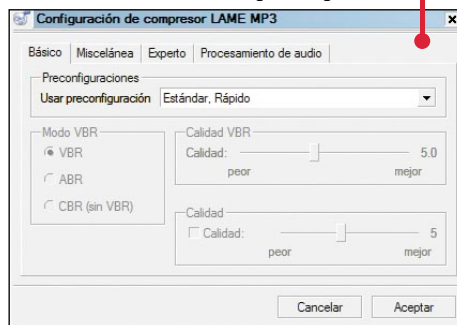 Configuración de compresor LAME MP3
Básico Miscelánea Experto Procesamiento de audio
Preconfiguraciones
Usar preconfiguración Estándar, Rápido
Modo VBR
VBR
ABR
CBR (sin VBR)
Calidad VBR
Calidad: 5.0
peor mejor
Calidad
Calidad: 5
peor mejor
Cancelar Aceptar